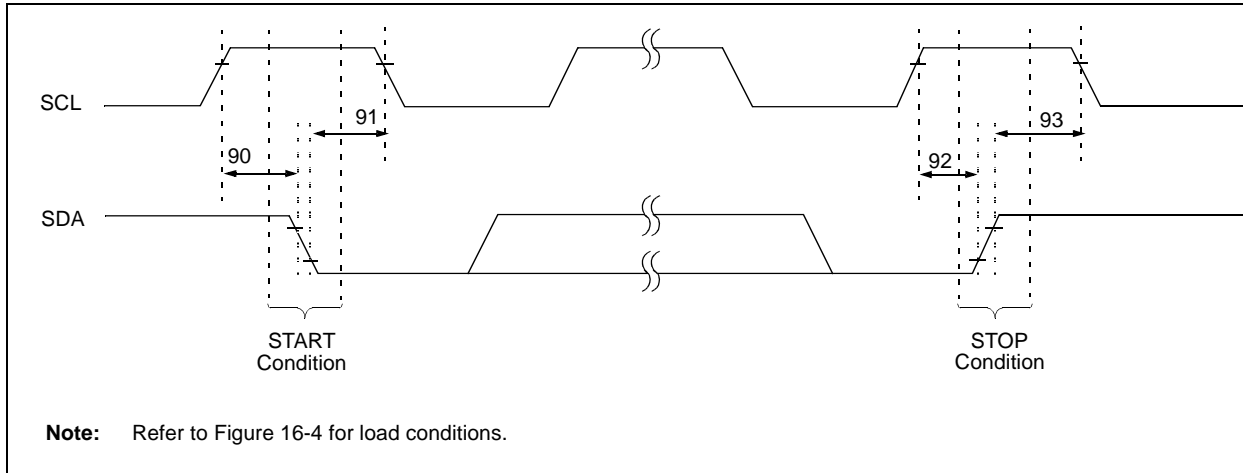 SCL
91
93
90
92
SDA
START
Condition
STOP
Condition
Note: Refer to Figure 16-4 for load conditions.